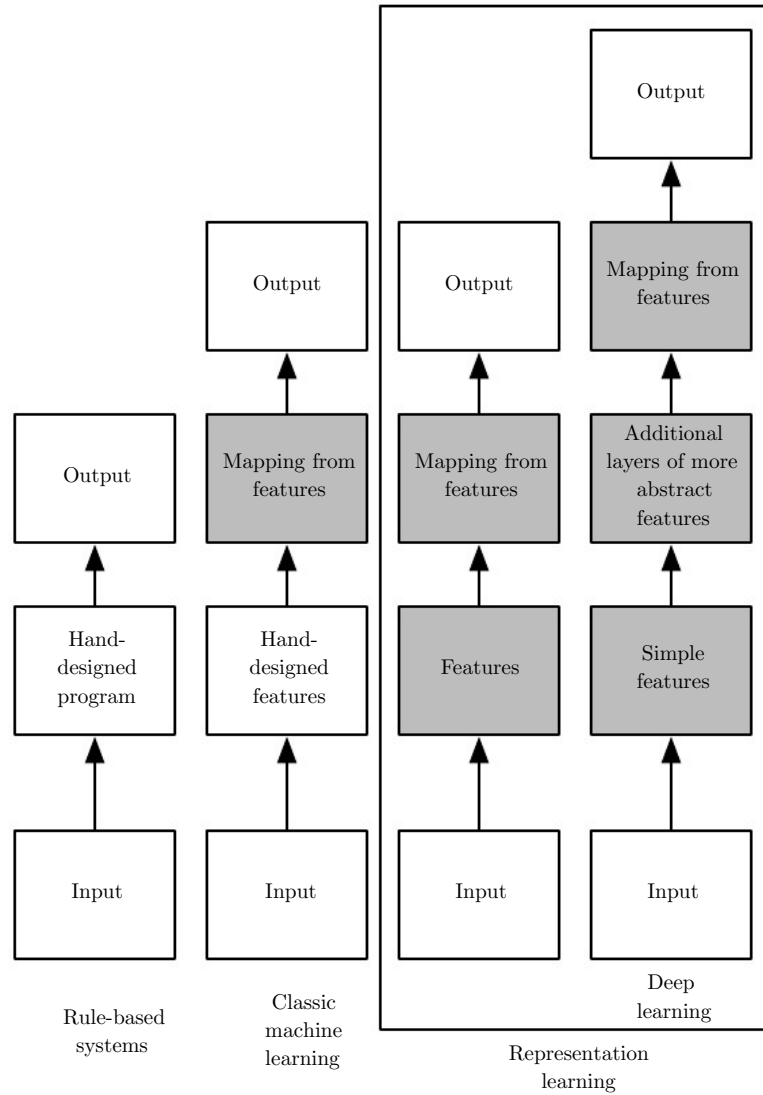 Output
Output
Output
Mapping from
features
Output
Mapping from
features
Mapping from
features
Additional
layers of more
abstract
features
Hand-
designed
program
Hand-
designed
features
Features
Simple
features
Input
Input
Input
Input
Rule-based
systems
Classic
machine
learning
Deep
learning
Representation
learning